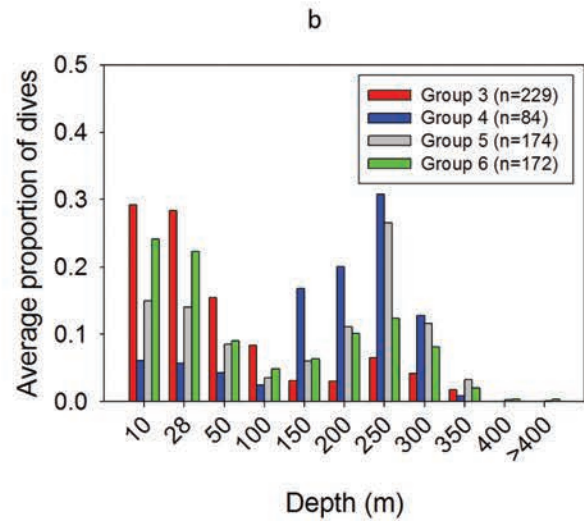 b
Average proportion of dives
0.5
0.4
0.3
0.2
0.1
0.0
Group 3 (n=229)
Group 4 (n=84)
Group 5 (n=174)
Group 6 (n=172)
10
28
50
100
150
200
250
300
350
400
>400
Depth (m)